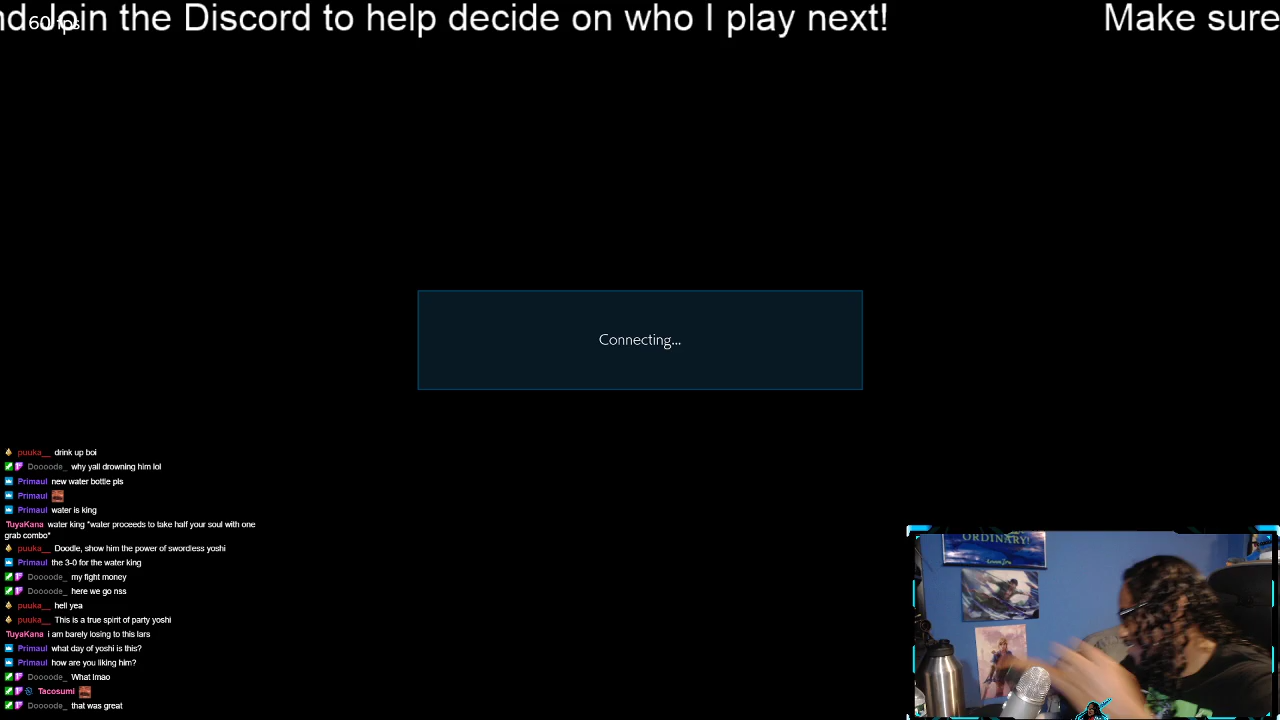 nd Join the Discord to help decide on who I play next! Make sure
60 fps
Connecting...
puuka__ drink up boi
Doooode_ why yall drowning him lol
Primaul new water bottle pls
Primaul
Primaul water is king
TuyaKana water king *water proceeds to take half your soul with one
grab combo*
puuka__ Doodle, show him the power of swordless yoshi
Primaul the 3-0 for the water king
Doooode_ my fight money
Doooode_ here we go nss
puuka__ hell yea
puuka__ This is a true spirit of party yoshi
TuyaKana i am barely losing to this lars
Primaul what day of yoshi is this?
Primaul how are you liking him?
Doooode_ What lmao
Tacosumi
Doooode_ that was great
ORDINARY!